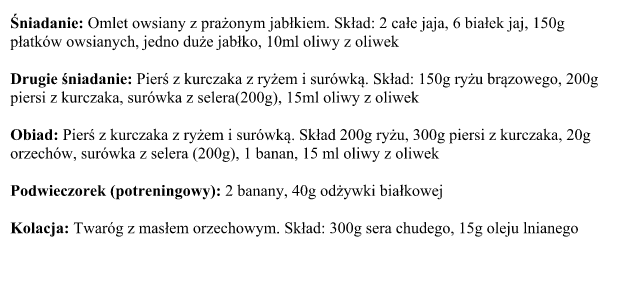 Śniadanie: Omlet owsiany z prażonym jabłkiem. Skład: 2 całe jaja, 6 białek jaj, 150g
płatków owsianych, jedno duże jabłko, 10ml oliwy z oliwek
Drugie śniadanie: Pierś z kurczaka z ryżem i surówką. Skład: 150g ryżu brązowego, 200g
piersi z kurczaka, surówka z selera(200g), 15ml oliwy z oliwek
Obiad: Pierś z kurczaka z ryżem i surówką. Skład 200g ryżu, 300g piersi z kurczaka, 20g
orzechów, surówka z selera (200g), 1 banan, 15 ml oliwy z oliwek
Podwieczorek (potreningowy): 2 banany, 40g odżywki białkowej
Kolacja: Twaróg z masłem orzechowym. Skład: 300g sera chudego, 15g oleju lnianego